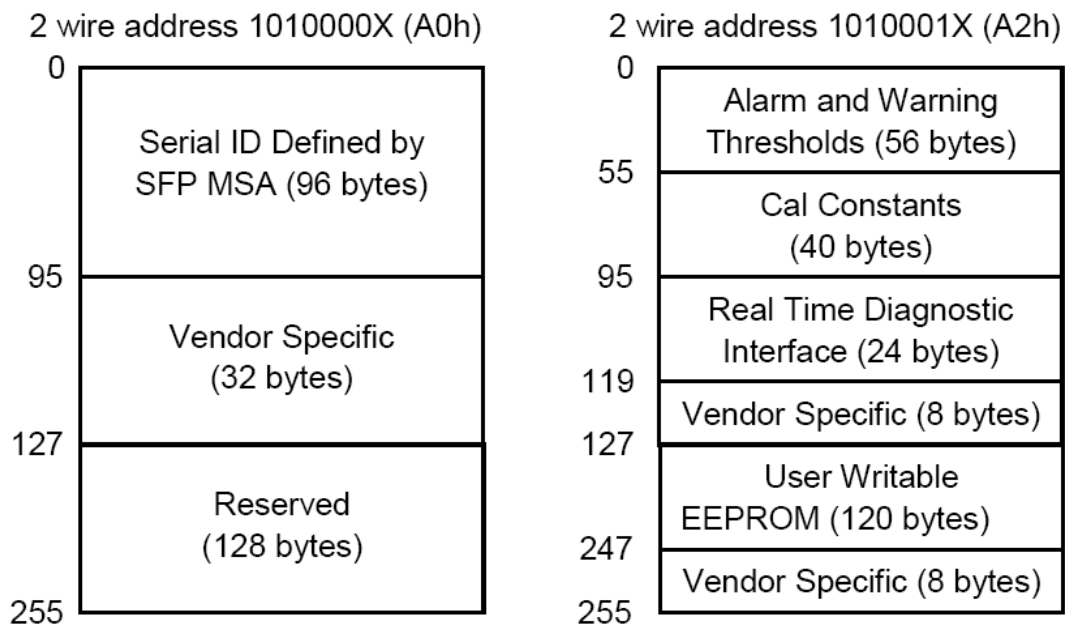 2 wire address 1010000X (A0h)
0
Serial ID Defined by
SFP MSA (96 bytes)
95
Vendor Specific
(32 bytes)
127
Reserved
(128 bytes)
255
2 wire address 1010001X (A2h)
0
Alarm and Warning
Thresholds (56 bytes)
55
Cal Constants
(40 bytes)
95
Real Time Diagnostic
Interface (24 bytes)
119
Vendor Specific (8 bytes)
127
User Writable
EEPROM (120 bytes)
247
Vendor Specific (8 bytes)
255